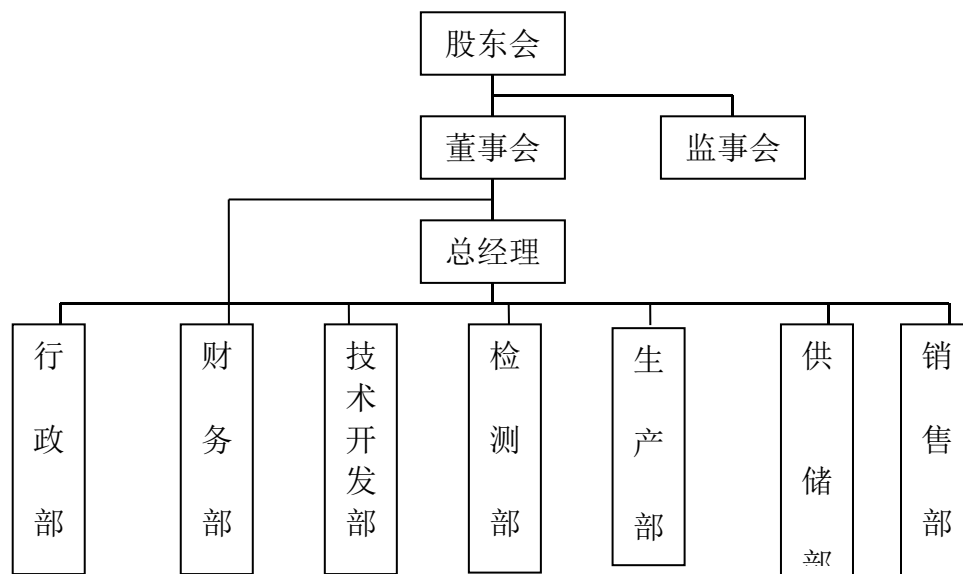 股东会
董事会
监事会
总经理
行政部
财务部
技术开发部
检测部
生产部
供储部
销售部